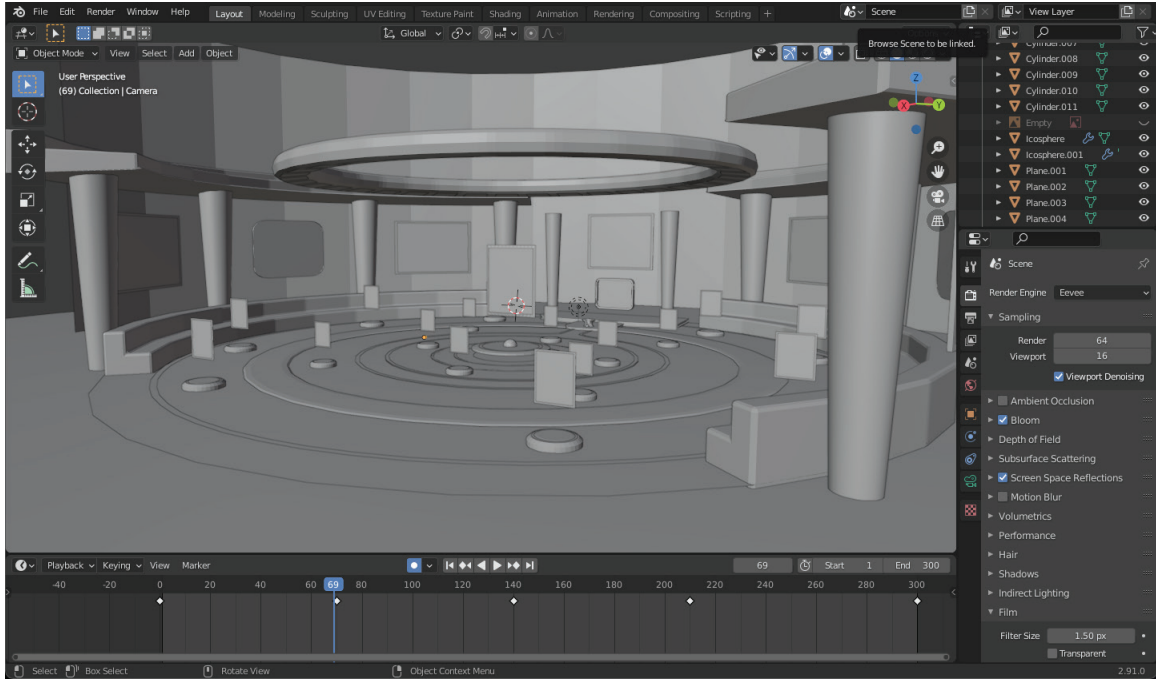 File Edit Render Window Help Layout Modeling Sculpting UV Editing Texture Paint Shading Animation Rendering Compositing Scripting + Scene View Layer
Global
Object Mode View Select Add Object
Browse Scene to be linked.
User Perspective
(69) Collection | Camera
Z
Y
X
Cylinder.007
Cylinder.008
Cylinder.009
Cylinder.010
Cylinder.011
Empty
Icosphere
Icosphere.001
Plane.001
Plane.002
Plane.003
Plane.004
Scene
Render Engine Eevee
Sampling
Render 64
Viewport 16
Viewport Denoising
Ambient Occlusion
Bloom
Depth of Field
Subsurface Scattering
Screen Space Reflections
Motion Blur
Volumetrics
Performance
Hair
Shadows
Indirect Lighting
Film
Filter Size 1.50 px
Transparent
Playback Keying View Marker 69 Start 1 End 300
-40 -20 0 20 40 60 69 80 100 120 140 160 180 200 220 240 260 280 300
Select Box Select Rotate View Object Context Menu 2.91.0